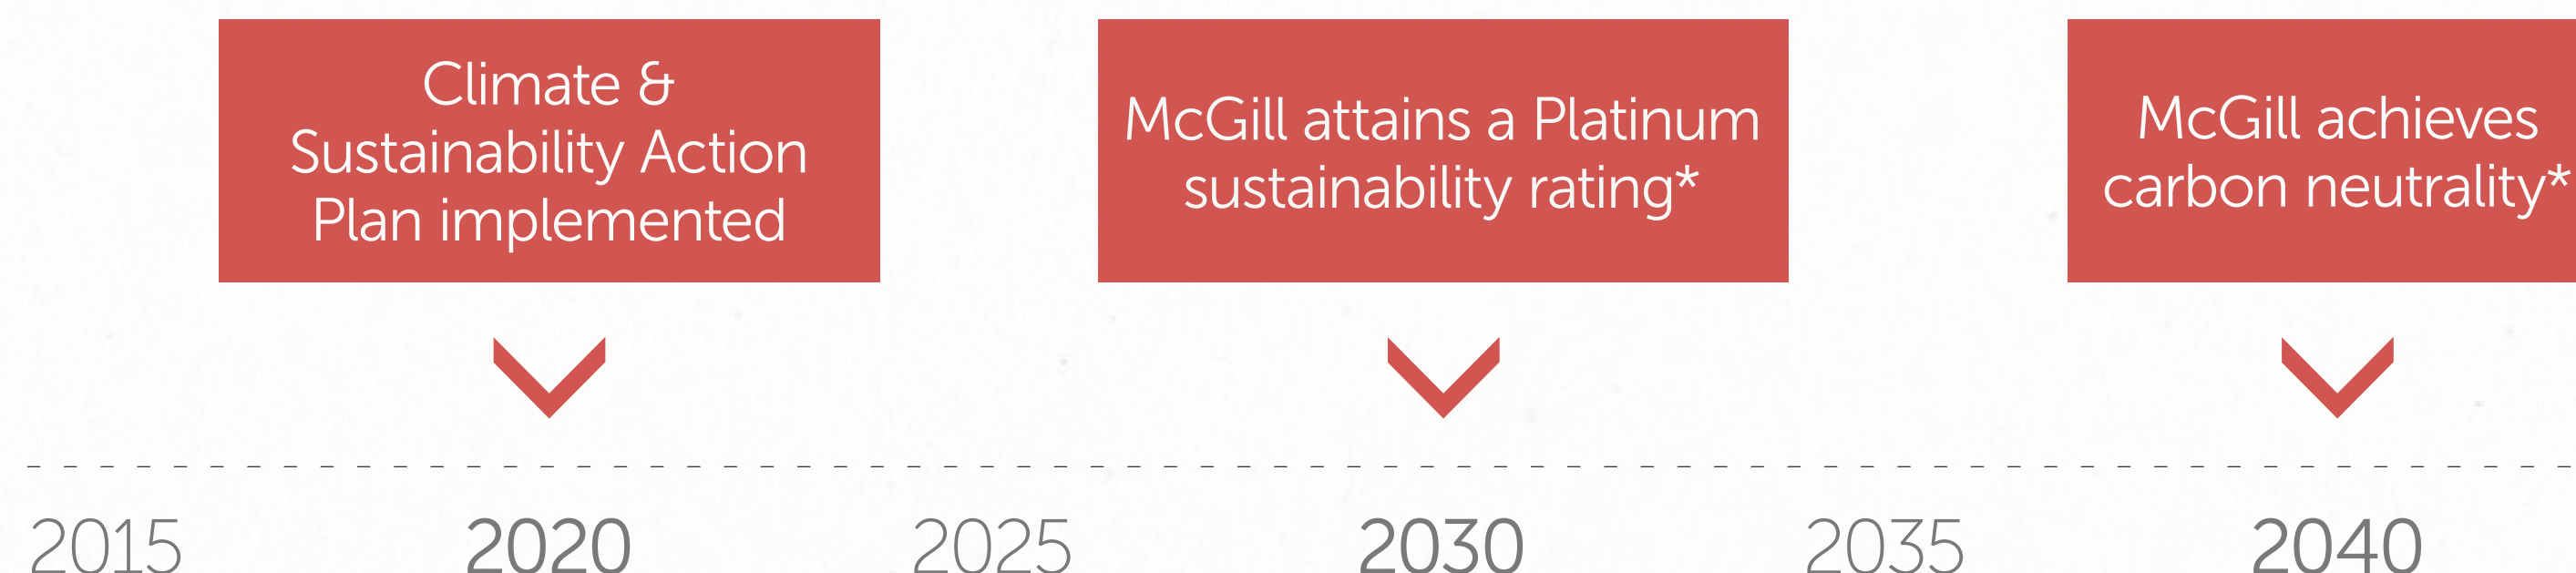 Climate &
Sustainability Action
Plan implemented
McGill attains a Platinum
sustainability rating*
McGill achieves
carbon neutrality*
2015 2020 2025 2030 2035 2040